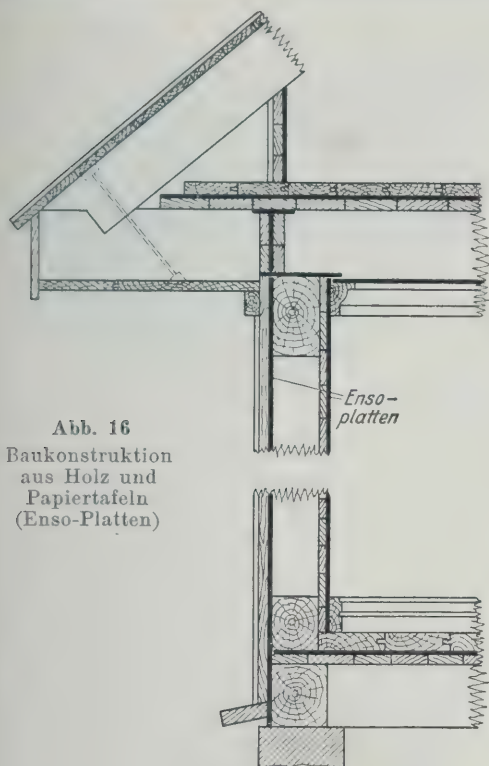 Enso-
platten
Abb. 16
Baukonstruktion
aus Holz und
Papiertafeln
(Enso-Platten)